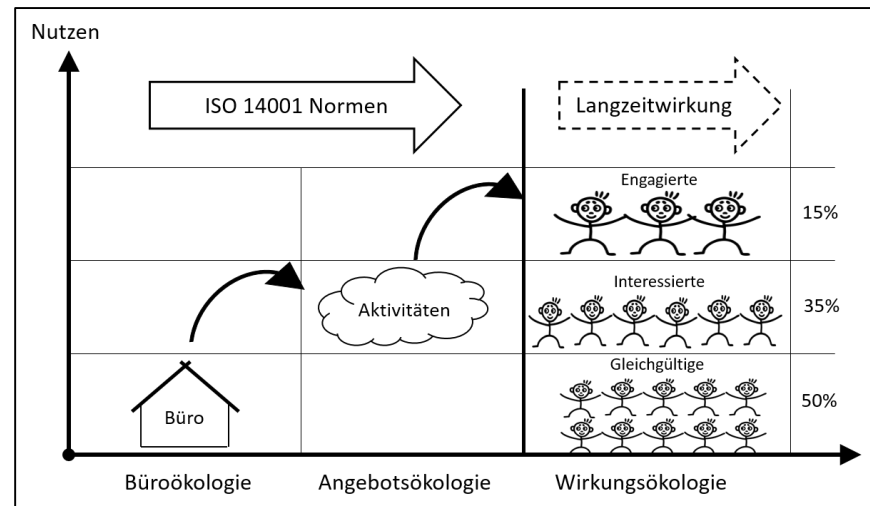 Nutzen
ISO 14001 Normen
Langzeitwirkung
Engagierte
15%
Interessierte
Aktivitäten
35%
Gleichgültige
Büro
50%
Büroökologie
Angebotsökologie
Wirkungsökologie